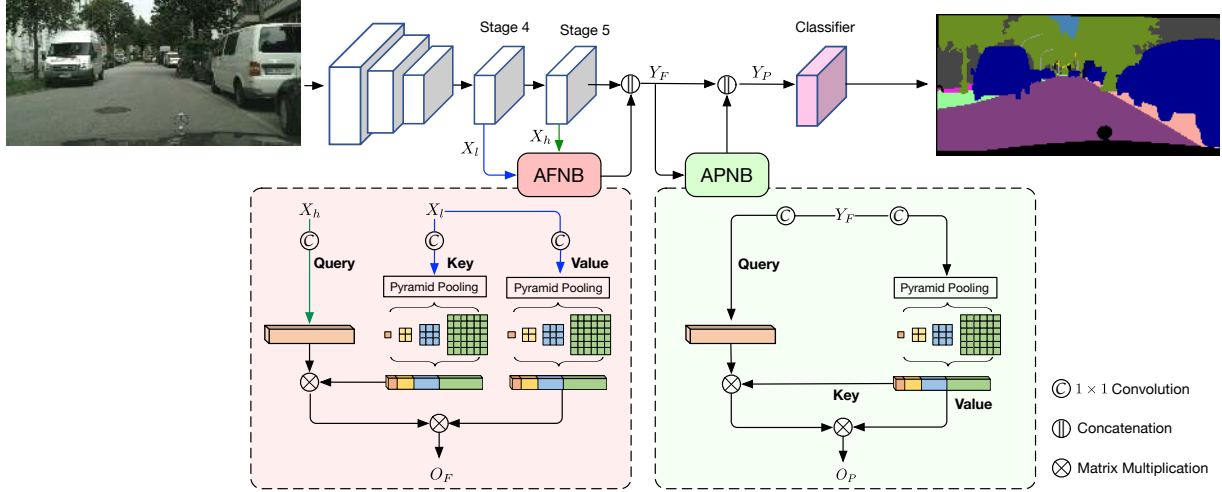 Stage 4
Stage 5
Classifier
Y_F
Y_P
X_l
X_h
AFNB
APNB
X_h
X_l
C
C
C
Query
Key
Value
Pyramid Pooling
Pyramid Pooling
O_F
C
Y_F
C
Query
Pyramid Pooling
Key
Value
O_P
C 1 × 1 Convolution
Concatenation
Matrix Multiplication